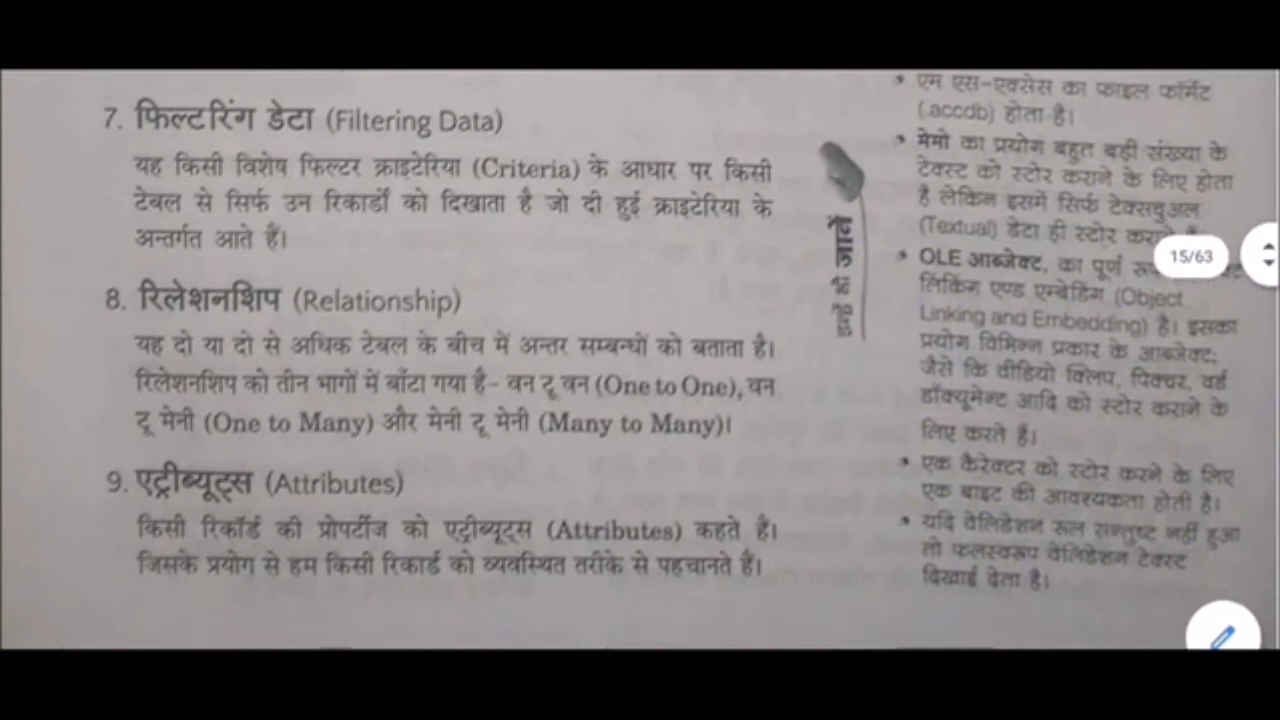 7. फिल्टरिंग डेटा (Filtering Data)
यह किसी विशेष फिल्टर क्राइटेरिया (Criteria) के आधार पर किसी
टेबल से सिर्फ उन रिकार्डों को दिखाता है जो दी हुई क्राइटेरिया के
अन्तर्गत आते हैं।
8. रिलेशनशिप (Relationship)
यह दो या दो से अधिक टेबल के बीच में अन्तर सम्बन्धों को बताता है।
रिलेशनशिप को तीन भागों में बाँटा गया है- वन टू वन (One to One), वन
टू मेनी (One to Many) और मेनी टू मेनी (Many to Many)।
9. एट्रीब्यूट्स (Attributes)
किसी रिकॉर्ड की प्रोपर्टीज को एट्रीब्यूट्स (Attributes) कहते हैं।
जिसके प्रयोग से हम किसी रिकार्ड को व्यवस्थित तरीके से पहचानते हैं।
इन्हें भी जानें
• एम एस-एक्सेस का फाइल फॉर्मेट
(.accdb) होता है।
• मेमो का प्रयोग बहुत बड़ी संख्या के
टेक्स्ट को स्टोर कराने के लिए होता
है लेकिन इसमें सिर्फ टेक्सचुअल
(Textual) डेटा ही स्टोर
• OLE आब्जेक्ट, का पूर्ण
लिंकिंग एण्ड एम्बेडिंग (Object
Linking and Embedding) है। इसका
प्रयोग विभिन्न प्रकार के आब्जेक्ट;
जैसे कि वीडियो क्लिप, पिक्चर, वर्ड
डॉक्यूमेन्ट आदि को स्टोर कराने के
लिए करते हैं।
• एक कैरेक्टर को स्टोर करने के लिए
एक बाइट की आवश्यकता होती है।
• यदि वेलिडेशन रूल सन्तुष्ट नहीं हुआ
तो फलस्वरूप वेलिडेशन टेक्स्ट
दिखाई देता है।
15/63